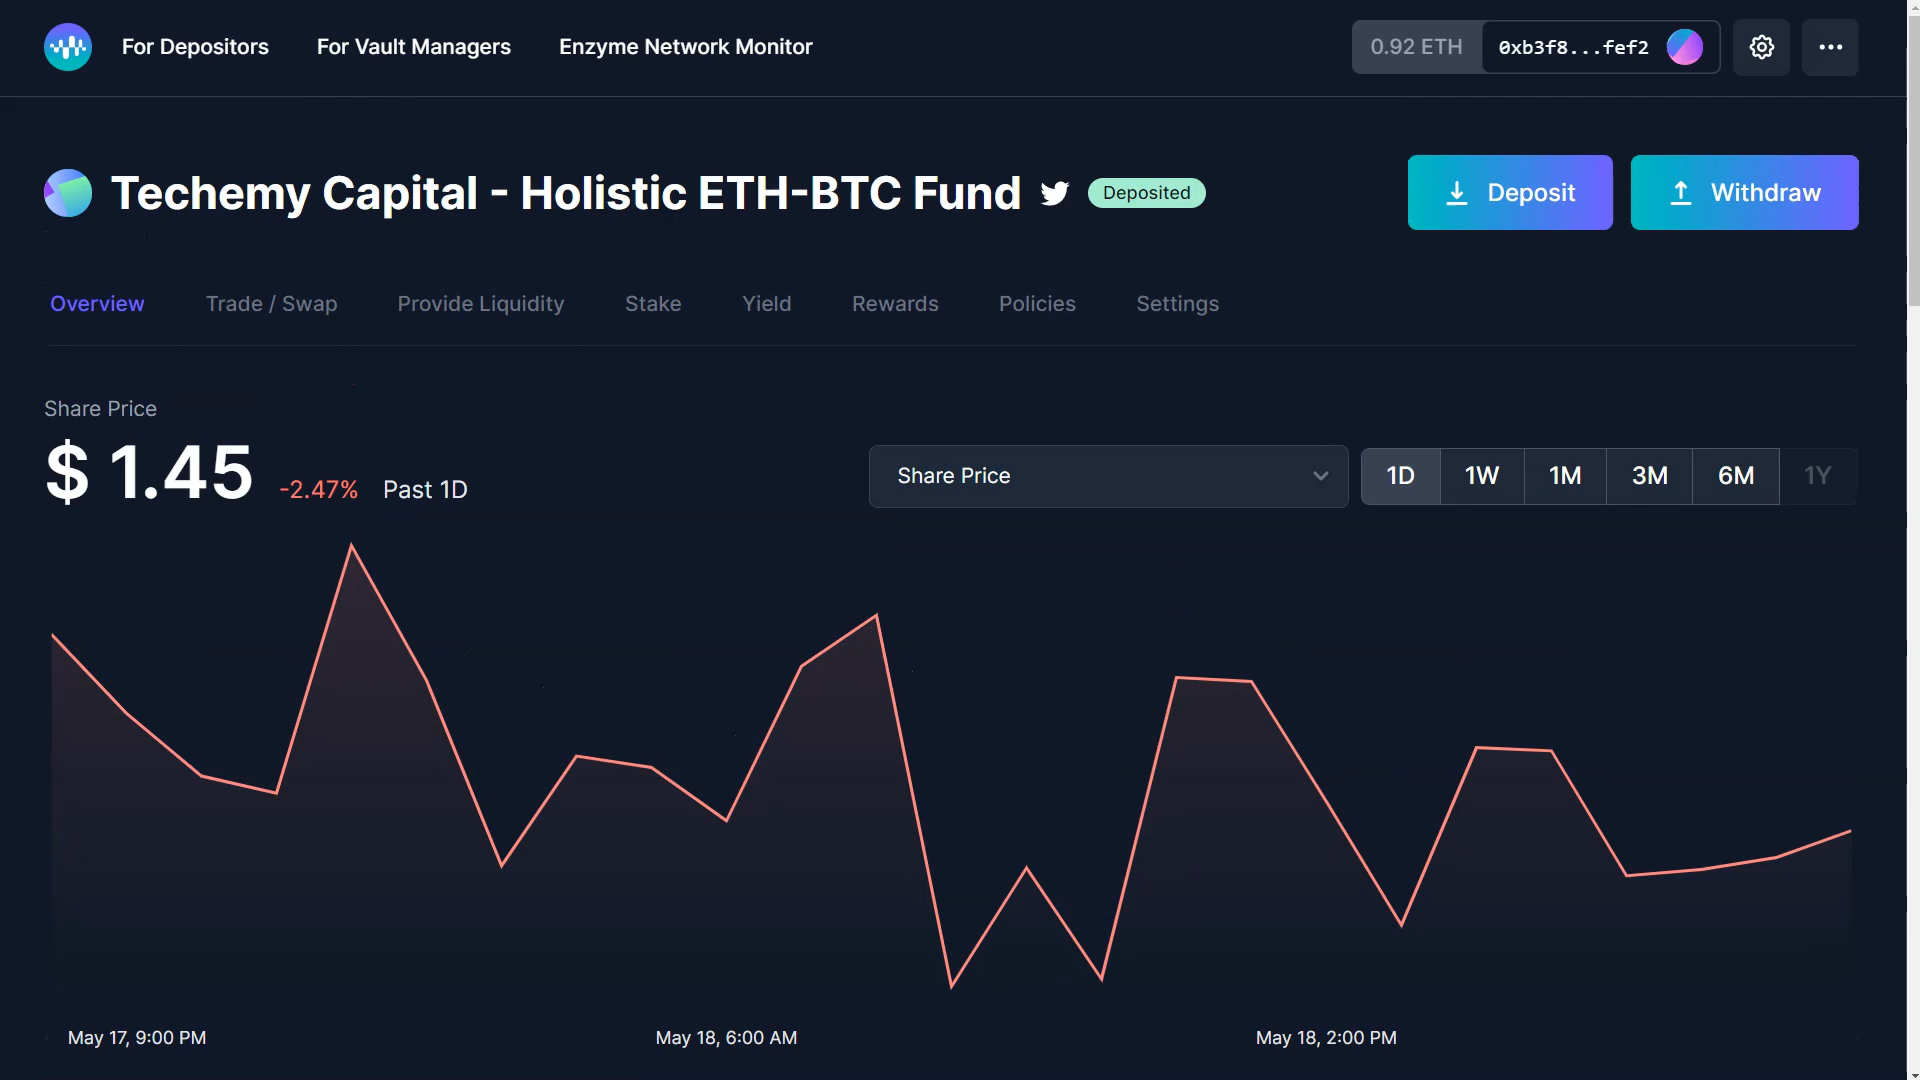 For Depositors For Vault Managers Enzyme Network Monitor 0.92 ETH 0xb3f8...fef2
Techemy Capital - Holistic ETH-BTC Fund Deposited Deposit Withdraw
Overview Trade / Swap Provide Liquidity Stake Yield Rewards Policies Settings
Share Price
$ 1.45 -2.47% Past 1D Share Price 1D 1W 1M 3M 6M 1Y
May 17, 9:00 PM May 18, 6:00 AM May 18, 2:00 PM